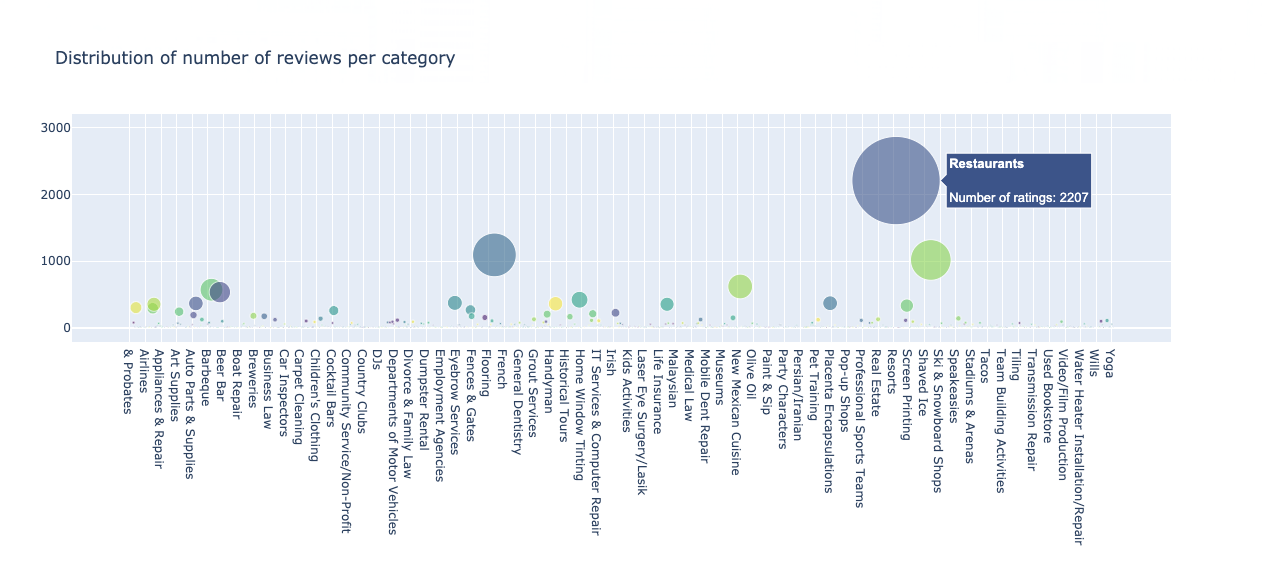 Distribution of number of reviews per category
3000
2000
1000
0
Restaurants
Number of ratings: 2207
& Probates
Airlines
Appliances & Repair
Art Supplies
Auto Parts & Supplies
Barbeque
Beer Bar
Boat Repair
Breweries
Business Law
Car Inspectors
Carpet Cleaning
Children's Clothing
Cocktail Bars
Community Service/Non-Profit
Country Clubs
DJs
Departments of Motor Vehicles
Divorce & Family Law
Dumpster Rental
Employment Agencies
Eyebrow Services
Fences & Gates
Flooring
French
General Dentistry
Grout Services
Handyman
Historical Tours
Home Window Tinting
IT Services & Computer Repair
Irish
Kids Activities
Laser Eye Surgery/Lasik
Life Insurance
Malaysian
Medical Law
Mobile Dent Repair
Museums
New Mexican Cuisine
Olive Oil
Paint & Sip
Party Characters
Persian/Iranian
Pet Training
Placenta Encapsulations
Pop-up Shops
Professional Sports Teams
Real Estate
Resorts
Screen Printing
Shaved Ice
Ski & Snowboard Shops
Speakeasies
Stadiums & Arenas
Tacos
Team Building Activities
Tiling
Transmission Repair
Used Bookstore
Video/Film Production
Water Heater Installation/Repair
Wills
Yoga